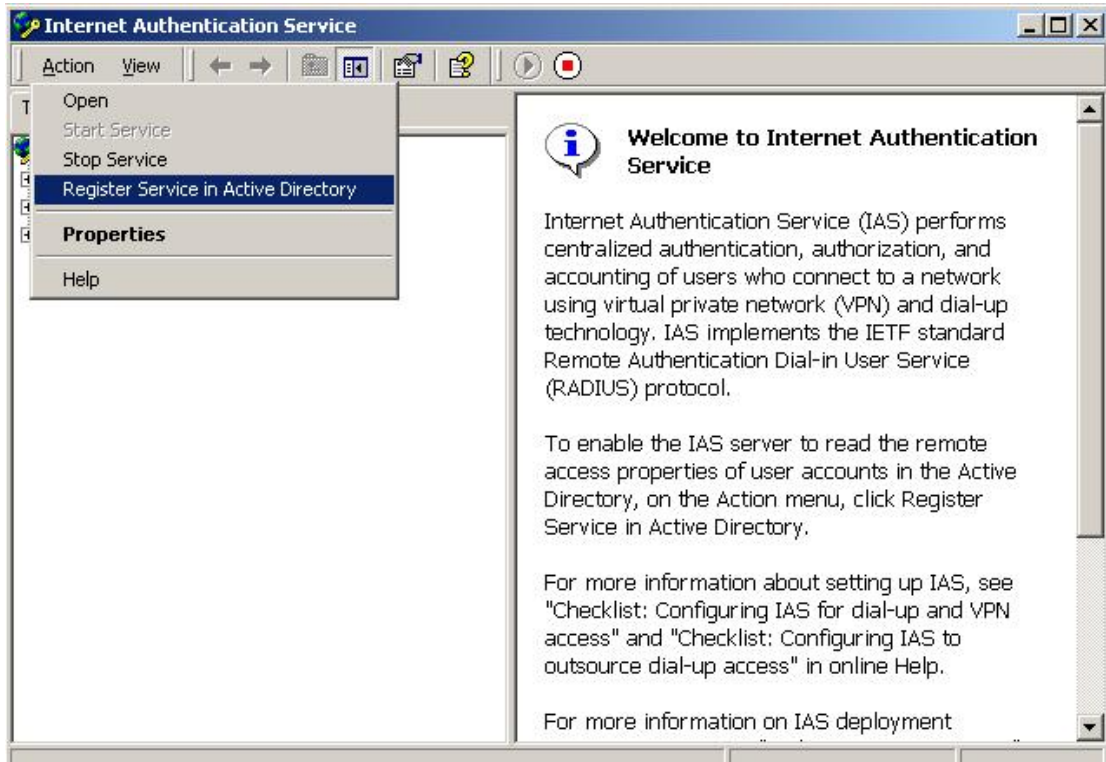 Internet Authentication Service
Action View
T
Open
Start Service
Stop Service
Register Service in Active Directory
Properties
Help
Welcome to Internet Authentication
Service
Internet Authentication Service (IAS) performs
centralized authentication, authorization, and
accounting of users who connect to a network
using virtual private network (VPN) and dial-up
technology. IAS implements the IETF standard
Remote Authentication Dial-in User Service
(RADIUS) protocol.
To enable the IAS server to read the remote
access properties of user accounts in the Active
Directory, on the Action menu, click Register
Service in Active Directory.
For more information about setting up IAS, see
"Checklist: Configuring IAS for dial-up and VPN
access" and "Checklist: Configuring IAS to
outsource dial-up access" in online Help.
For more information on IAS deployment